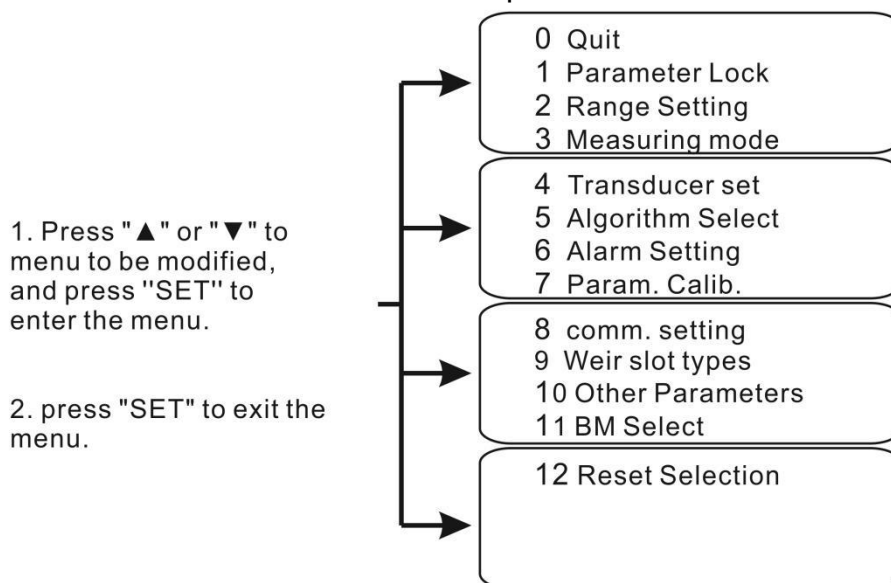 0 Quit
1 Parameter Lock
2 Range Setting
3 Measuring mode
4 Transducer set
5 Algorithm Select
6 Alarm Setting
7 Param. Calib.
8 comm. setting
9 Weir slot types
10 Other Parameters
11 BM Select
12 Reset Selection
1. Press "▲" or "▼" to
menu to be modified,
and press ''SET'' to
enter the menu.
2. press "SET" to exit the
menu.